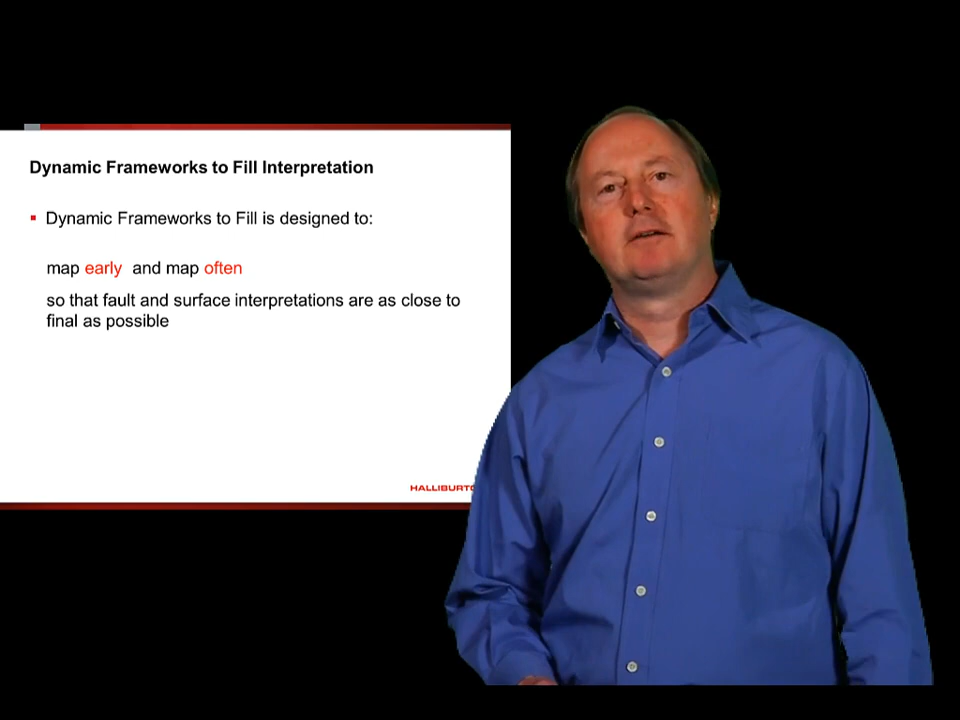 Dynamic Frameworks to Fill Interpretation
Dynamic Frameworks to Fill is designed to:
map early and map often
so that fault and surface interpretations are as close to
final as possible